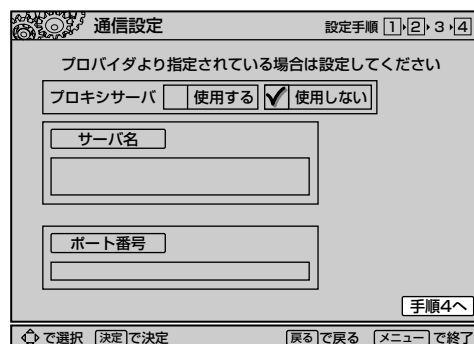 通信設定 設定手順 1 2 3 4
プロバイダより指定されている場合は設定してください
プロキシサーバ 使用する 使用しない
サーバ名
ポート番号
手順4へ
で選択 決定 で決定 戻る で戻る メニュー で終了